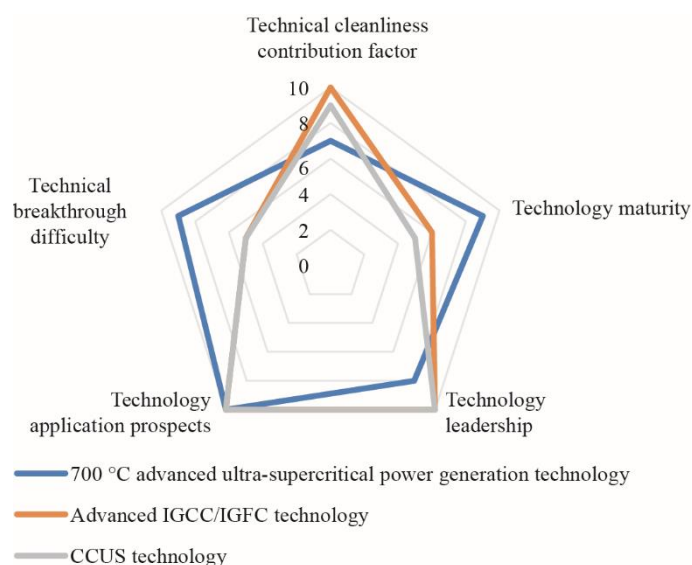 Technical cleanliness
contribution factor
10
8
6
4
2
0
Technical
breakthrough
difficulty
Technology maturity
Technology
application prospects
Technology
leadership
700 °C advanced ultra-supercritical power generation technology
Advanced IGCC/IGFC technology
CCUS technology